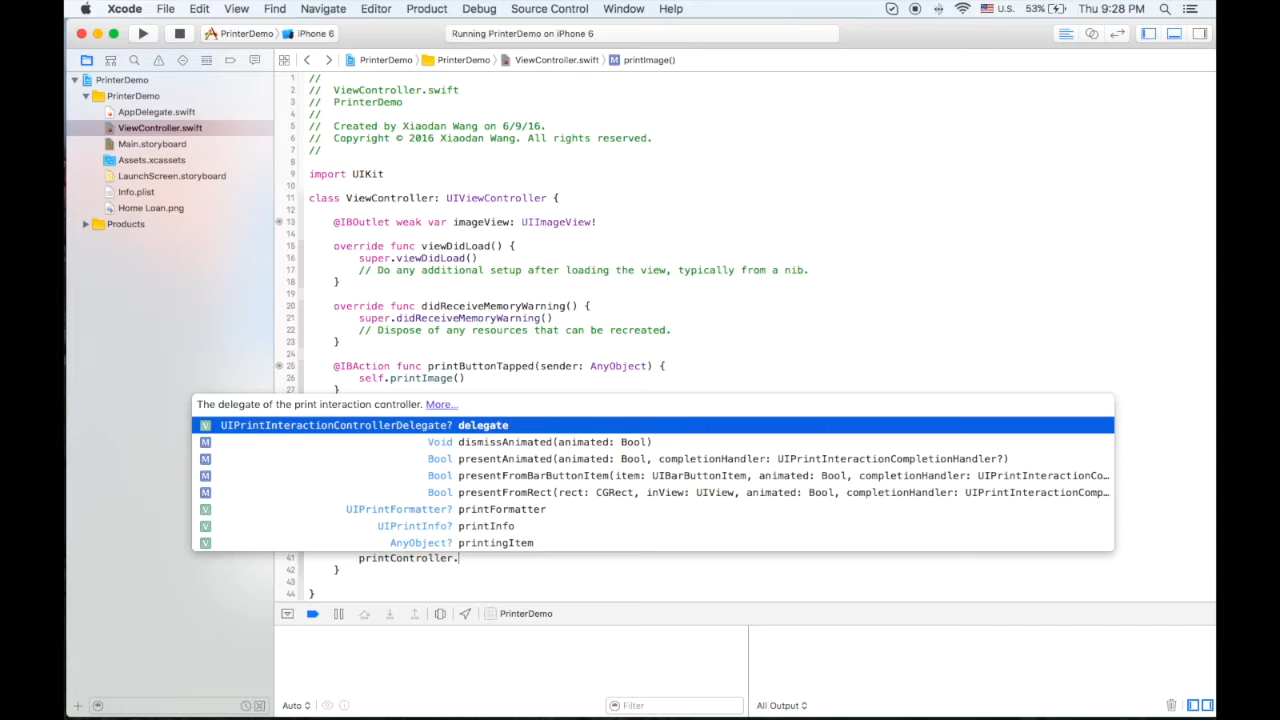 Xcode File Edit View Find Navigate Editor Product Debug Source Control Window Help U.S. 53% Thu 9:28 PM
PrinterDemo iPhone 6 Running PrinterDemo on iPhone 6
PrinterDemo PrinterDemo ViewController.swift M printImage()
PrinterDemo
PrinterDemo
AppDelegate.swift
ViewController.swift
Main.storyboard
Assets.xcassets
LaunchScreen.storyboard
Info.plist
Home Loan.png
Products
1 //
2 // ViewController.swift
3 // PrinterDemo
4 //
5 // Created by Xiaodan Wang on 6/9/16.
6 // Copyright © 2016 Xiaodan Wang. All rights reserved.
7 //
8
9 import UIKit
10
11 class ViewController: UIViewController {
12
13 @IBOutlet weak var imageView: UIImageView!
14
15 override func viewDidLoad() {
16 super.viewDidLoad()
17 // Do any additional setup after loading the view, typically from a nib.
18 }
19
20 override func didReceiveMemoryWarning() {
21 super.didReceiveMemoryWarning()
22 // Dispose of any resources that can be recreated.
23 }
24
25 @IBAction func printButtonTapped(sender: AnyObject) {
26 self.printImage()
27 }
The delegate of the print interaction controller. More...
V UIPrintInteractionControllerDelegate? delegate
M Void dismissAnimated(animated: Bool)
M Bool presentAnimated(animated: Bool, completionHandler: UIPrintInteractionCompletionHandler?)
M Bool presentFromBarButtonItem(item: UIBarButtonItem, animated: Bool, completionHandler: UIPrintInteractionCo...
M Bool presentFromRect(rect: CGRect, inView: UIView, animated: Bool, completionHandler: UIPrintInteractionComp...
V UIPrintFormatter? printFormatter
V UIPrintInfo? printInfo
V AnyObject? printingItem
41 printController.
42 }
43
44 }
PrinterDemo
Auto Filter All Output